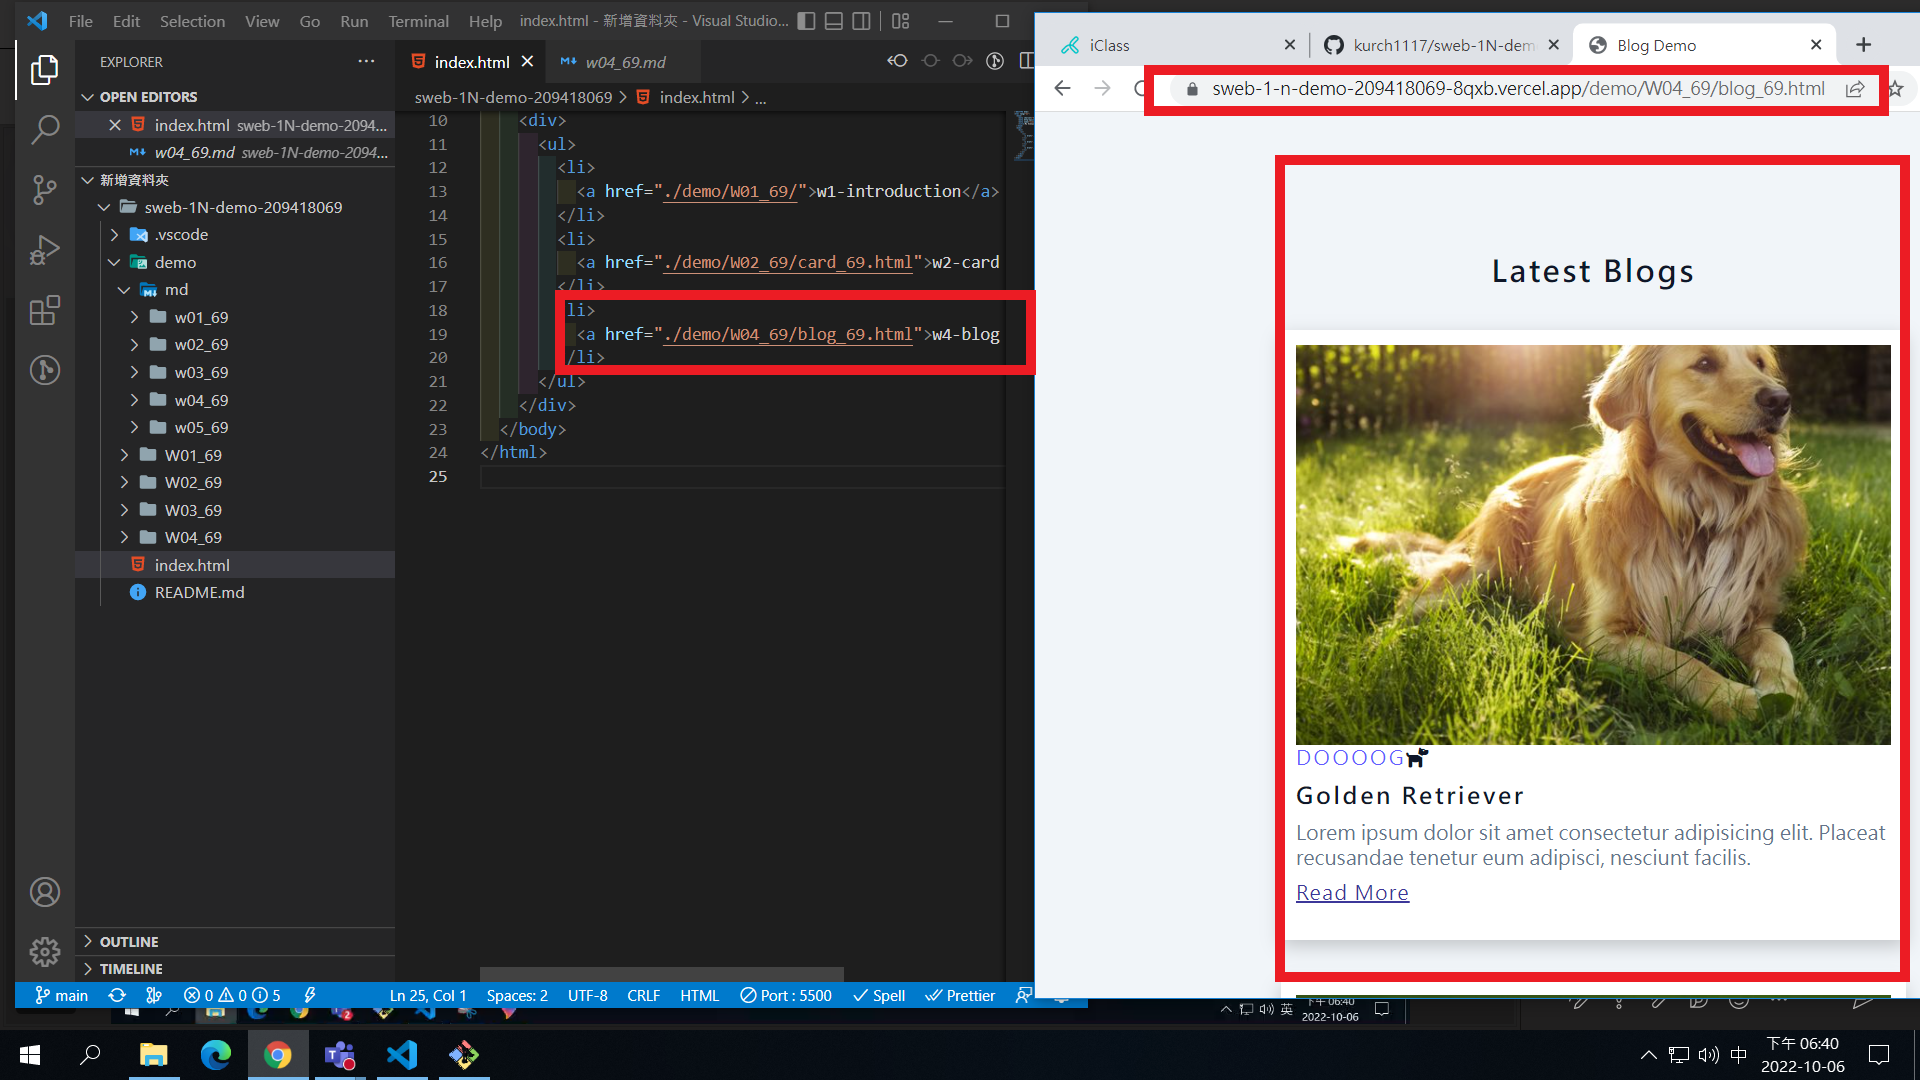 File Edit Selection View Go Run Terminal Help index.html - 新增資料夾 - Visual Studio...
EXPLORER
OPEN EDITORS
index.html sweb-1N-demo-2094...
w04_69.md sweb-1N-demo-2094...
新增資料夾
sweb-1N-demo-209418069
.vscode
demo
md
w01_69
w02_69
w03_69
w04_69
w05_69
W01_69
W02_69
W03_69
W04_69
index.html
README.md
OUTLINE
TIMELINE
index.html w04_69.md
sweb-1N-demo-209418069 > index.html > ...
10 <div>
11 <ul>
12 <li>
13 <a href="./demo/W01_69/">w1-introduction</a>
14 </li>
15 <li>
16 <a href="./demo/W02_69/card_69.html">w2-card
17 </li>
18 li>
19 <a href="./demo/W04_69/blog_69.html">w4-blog
20 /li>
21 </ul>
22 </div>
23 </body>
24 </html>
25
main 0 0 5 Ln 25, Col 1 Spaces: 2 UTF-8 CRLF HTML Port : 5500 Spell Prettier
iClass kurch1117/sweb-1N-dem Blog Demo
sweb-1-n-demo-209418069-8qxb.vercel.app/demo/W04_69/blog_69.html
Latest Blogs
DOOOOG
Golden Retriever
Lorem ipsum dolor sit amet consectetur adipisicing elit. Placeat
recusandae tenetur eum adipisci, nesciunt facilis.
Read More
英 下午 06:40
2022-10-06
中 下午 06:40
2022-10-06